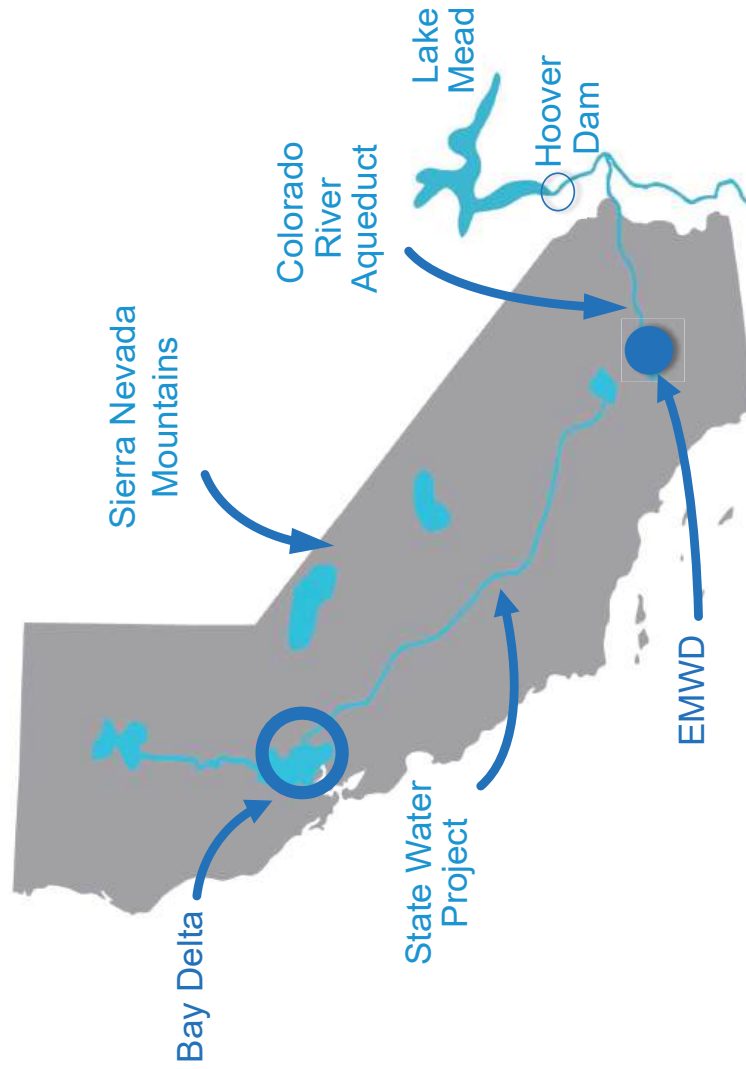 Sierra Nevada
Mountains
Colorado
River
Aqueduct
Lake
Mead
Hoover
Dam
Bay Delta
State Water
Project
EMWD